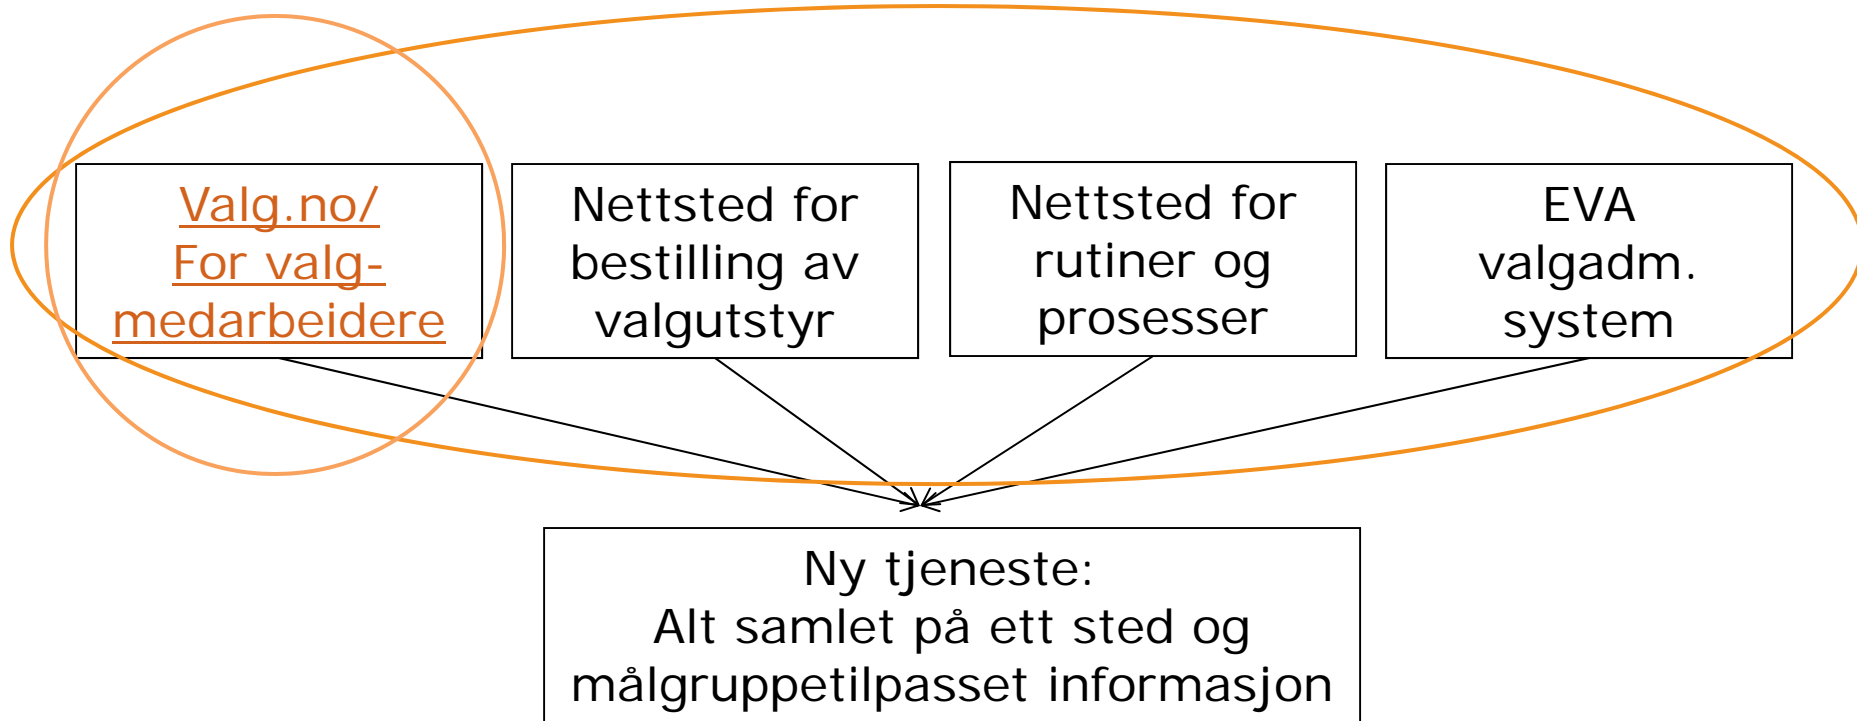 Valg.no/
For valg-
medarbeidere
Nettsted for
bestilling av
valgutstyr
Nettsted for
rutiner og
prosesser
EVA
valgadm.
system
Ny tjeneste:
Alt samlet på ett sted og
målgruppetilpasset informasjon